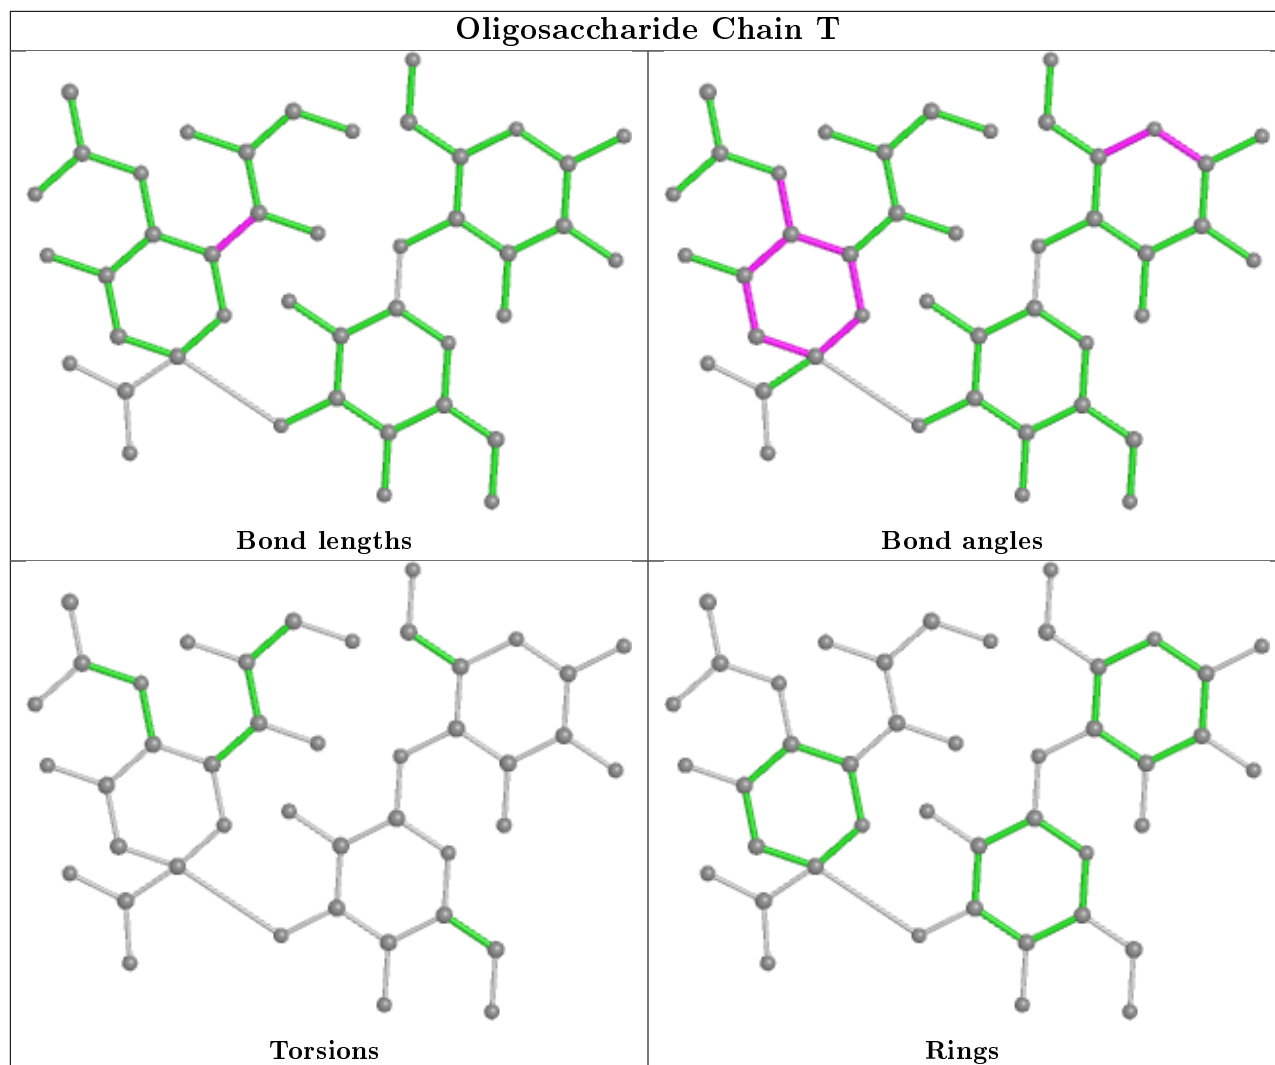 Oligosaccharide Chain T
Bond lengths
Bond angles
Torsions
Rings